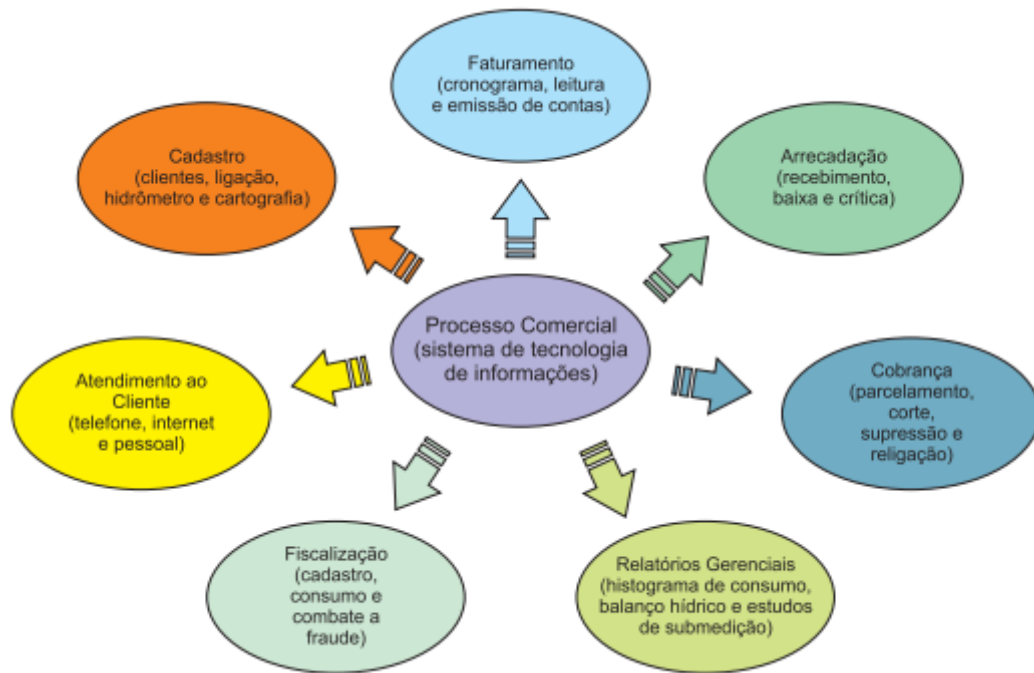 Faturamento
(cronograma, leitura
e emissão de contas)
Cadastro
(clientes, ligação,
hidrômetro e cartografia)
Arrecadação
(recebimento,
baixa e crítica)
Processo Comercial
(sistema de tecnologia
de informações)
Atendimento ao
Cliente
(telefone, internet
e pessoal)
Cobrança
(parcelamento,
corte,
supressão e
religação)
Fiscalização
(cadastro,
consumo e
combate a
fraude)
Relatórios Gerenciais
(histograma de consumo,
balanço hídrico e estudos
de submedição)